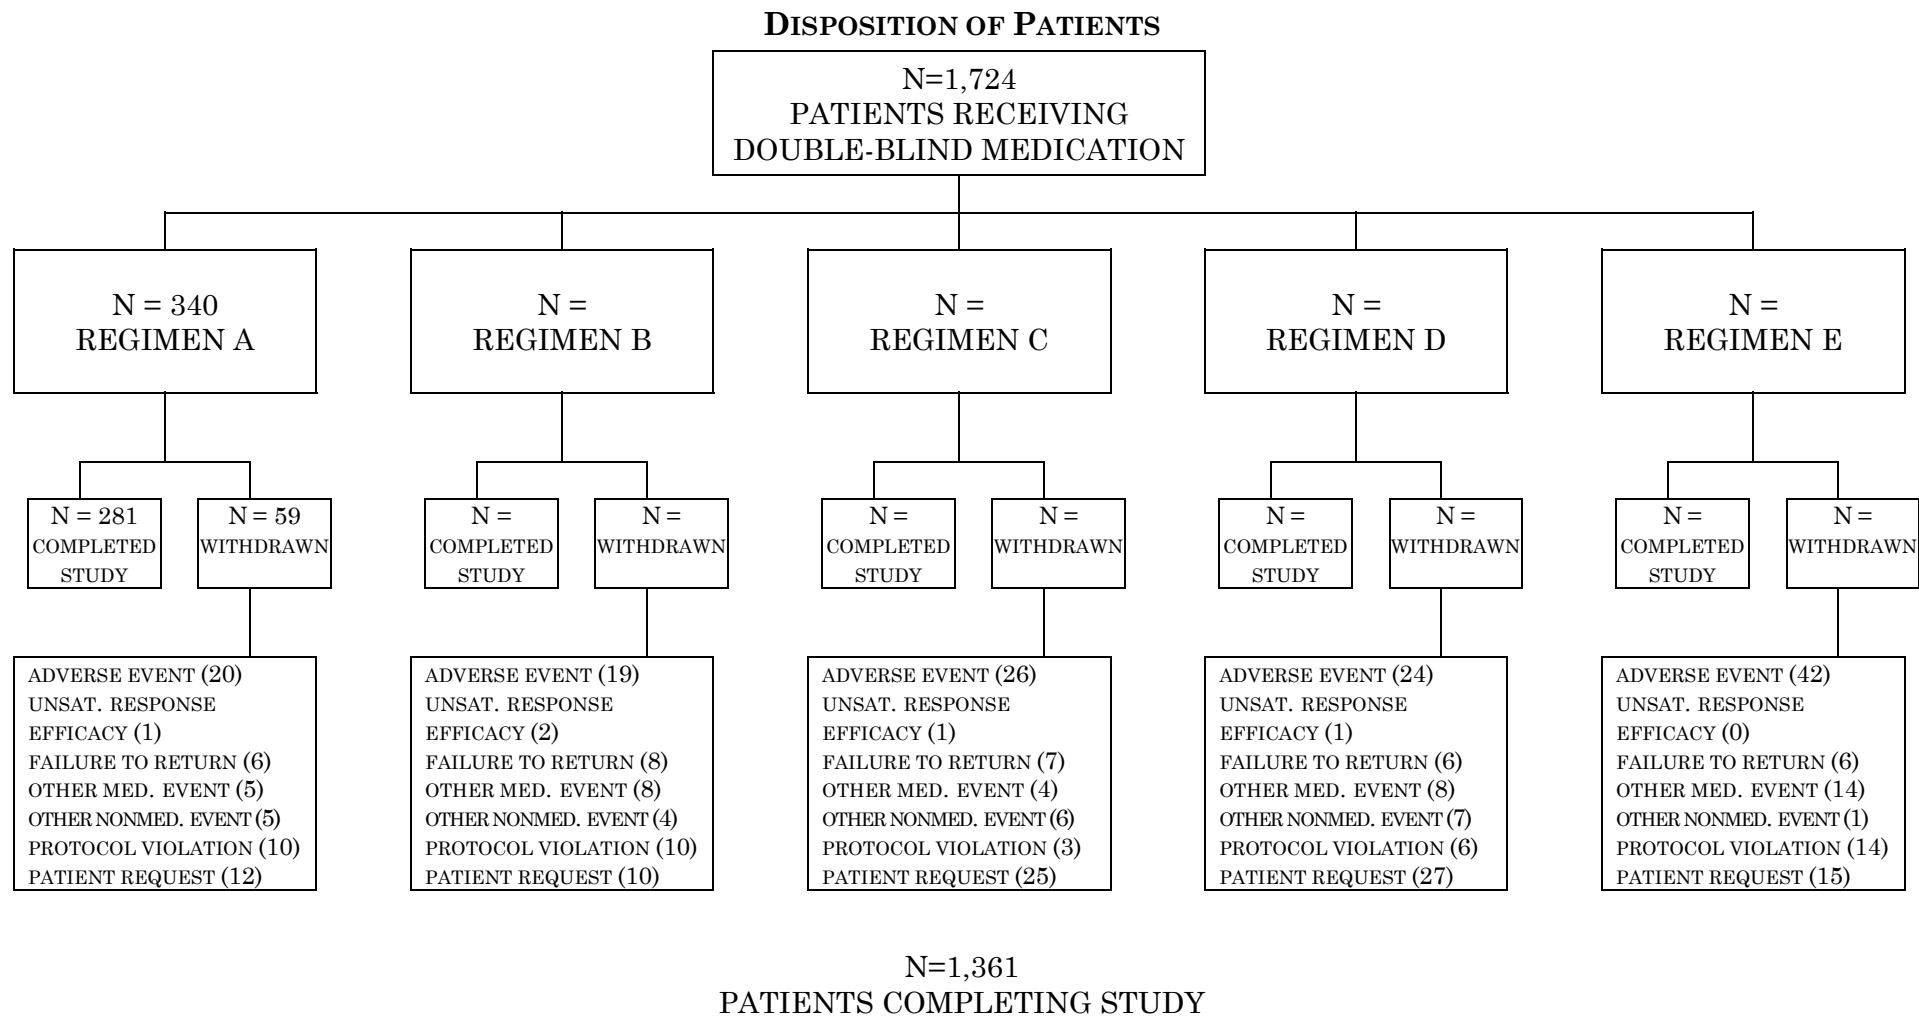 DISPOSITION OF PATIENTS
N=1,724
PATIENTS RECEIVING
DOUBLE-BLIND MEDICATION
N = 340
REGIMEN A
N =
REGIMEN B
N =
REGIMEN C
N =
REGIMEN D
N =
REGIMEN E
N = 281
COMPLETED
STUDY
N = 59
WITHDRAWN
N =
COMPLETED
STUDY
N =
WITHDRAWN
N =
COMPLETED
STUDY
N =
WITHDRAWN
N =
COMPLETED
STUDY
N =
WITHDRAWN
N =
COMPLETED
STUDY
N =
WITHDRAWN
ADVERSE EVENT (20)
UNSAT. RESPONSE
EFFICACY (1)
FAILURE TO RETURN (6)
OTHER MED. EVENT (5)
OTHER NONMED. EVENT (5)
PROTOCOL VIOLATION (10)
PATIENT REQUEST (12)
ADVERSE EVENT (19)
UNSAT. RESPONSE
EFFICACY (2)
FAILURE TO RETURN (8)
OTHER MED. EVENT (8)
OTHER NONMED. EVENT (4)
PROTOCOL VIOLATION (10)
PATIENT REQUEST (10)
ADVERSE EVENT (26)
UNSAT. RESPONSE
EFFICACY (1)
FAILURE TO RETURN (7)
OTHER MED. EVENT (4)
OTHER NONMED. EVENT (6)
PROTOCOL VIOLATION (3)
PATIENT REQUEST (25)
ADVERSE EVENT (24)
UNSAT. RESPONSE
EFFICACY (1)
FAILURE TO RETURN (6)
OTHER MED. EVENT (8)
OTHER NONMED. EVENT (7)
PROTOCOL VIOLATION (6)
PATIENT REQUEST (27)
ADVERSE EVENT (42)
UNSAT. RESPONSE
EFFICACY (0)
FAILURE TO RETURN (6)
OTHER MED. EVENT (14)
OTHER NONMED. EVENT (1)
PROTOCOL VIOLATION (14)
PATIENT REQUEST (15)
N=1,361
PATIENTS COMPLETING STUDY